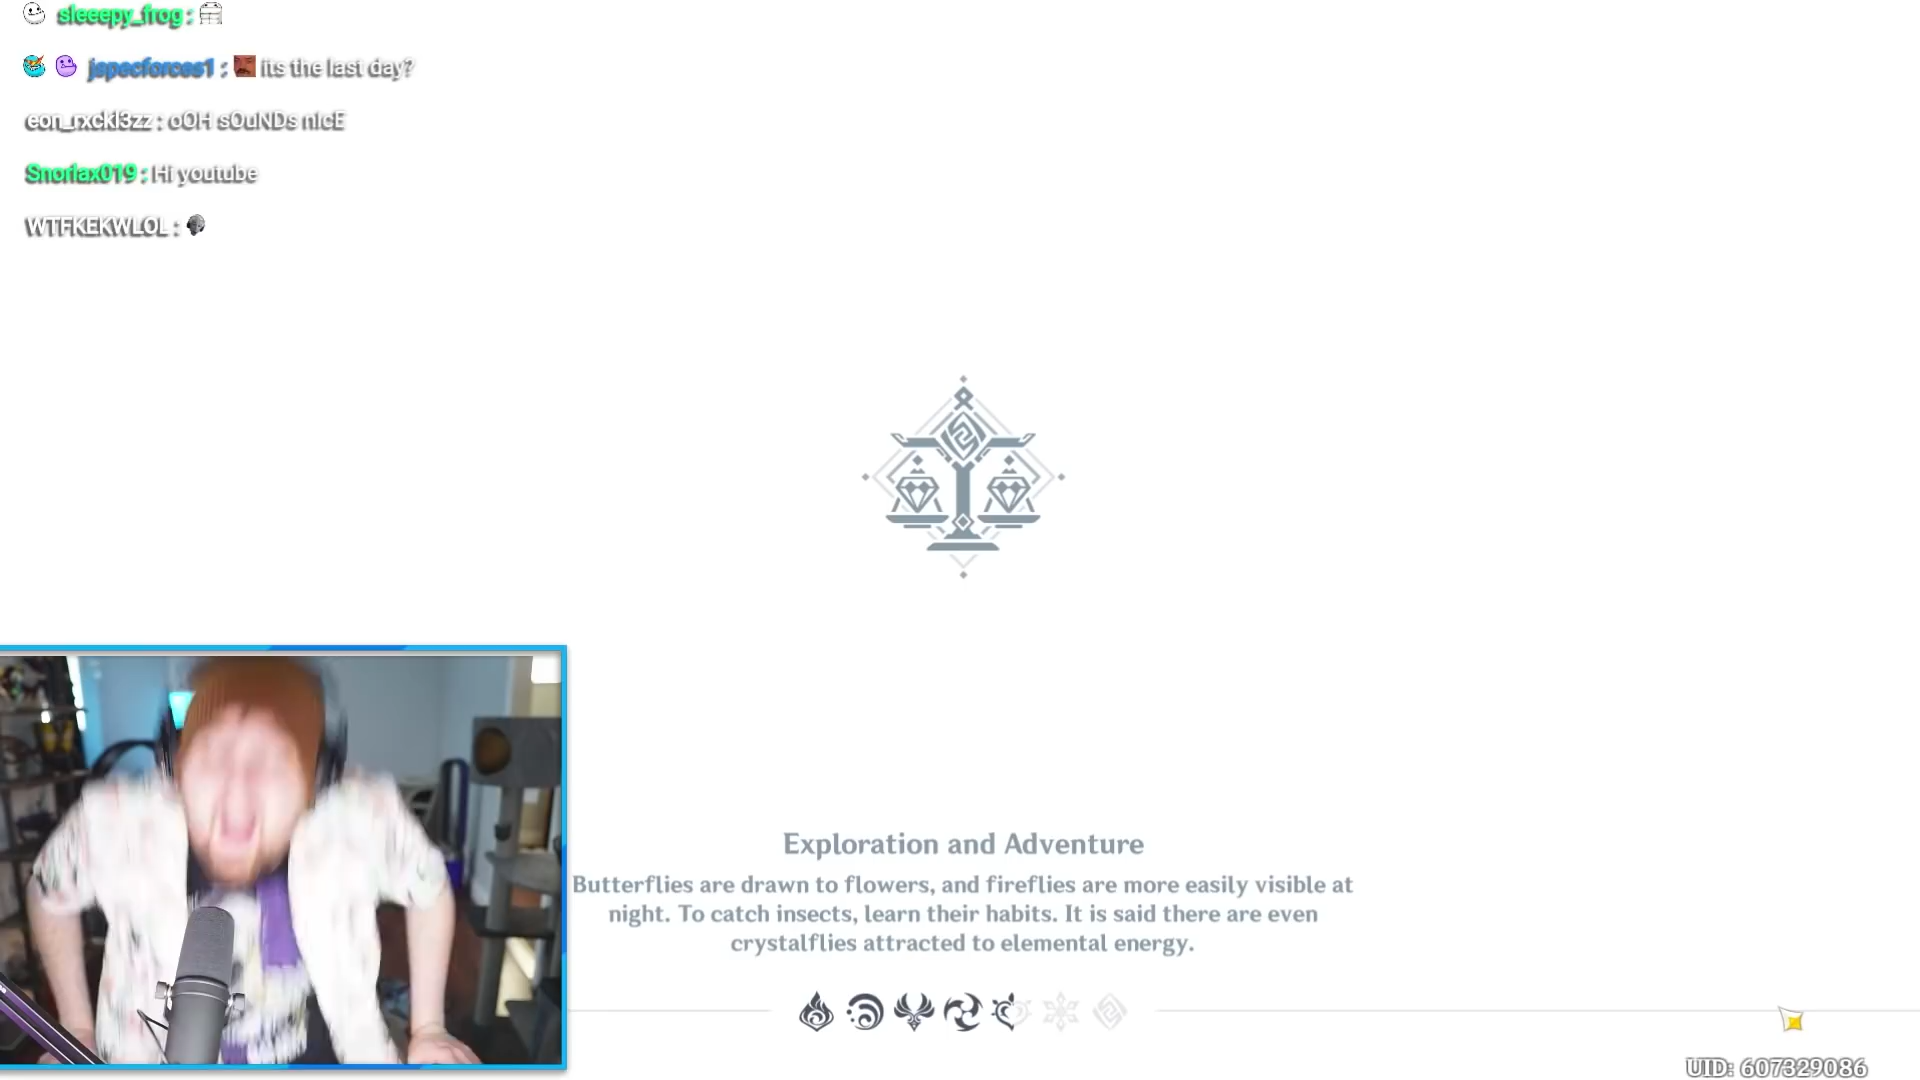 sleeepy_frog :
jspecforces1 : its the last day?
eon_rxckl3zz : oOH sOuNDs nIcE
Snorlax019 : Hi youtube
WTFKEKWLOL :
Exploration and Adventure
Butterflies are drawn to flowers, and fireflies are more easily visible at
night. To catch insects, learn their habits. It is said there are even
crystalflies attracted to elemental energy.
UID: 607329086